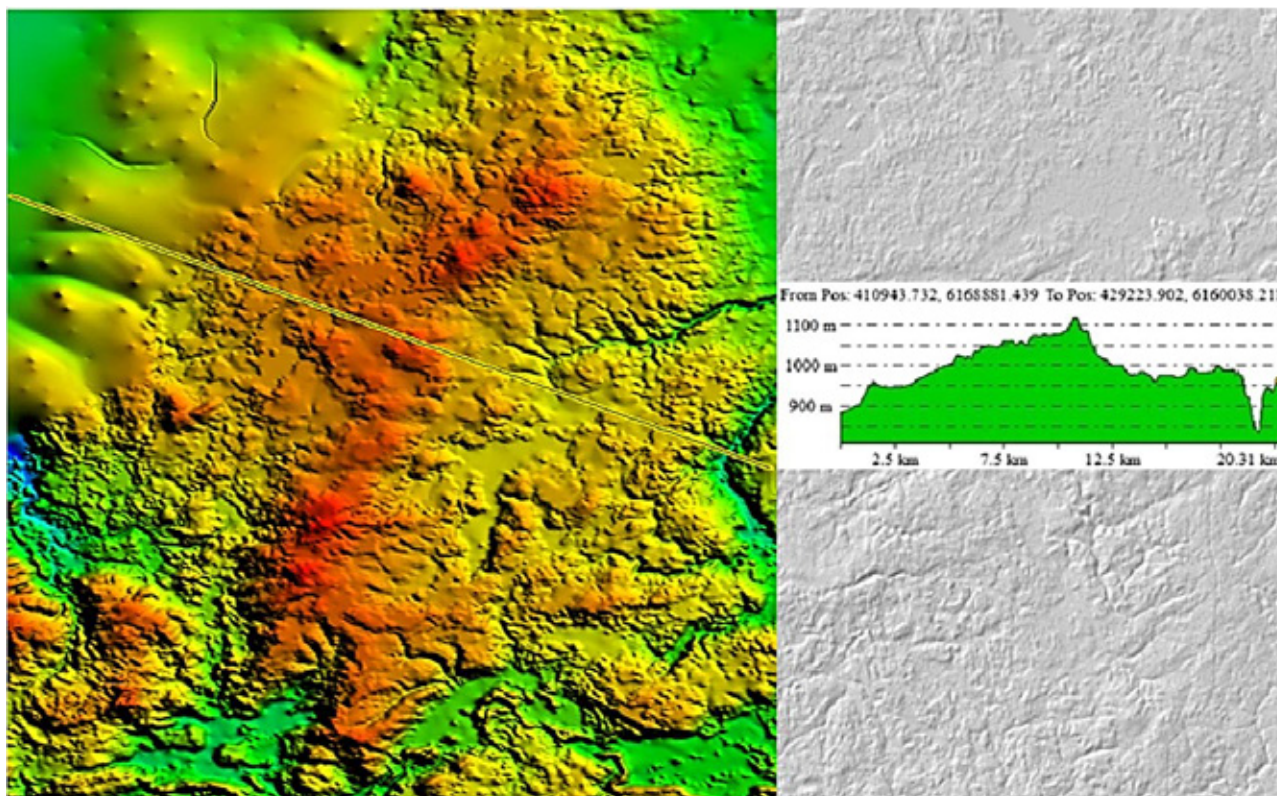 From Pos: 410943.732, 6168881.439 To Pos: 429223.902, 6160038.21
1100 m
1000 m
900 m
2.5 km 7.5 km 12.5 km 20.31 km